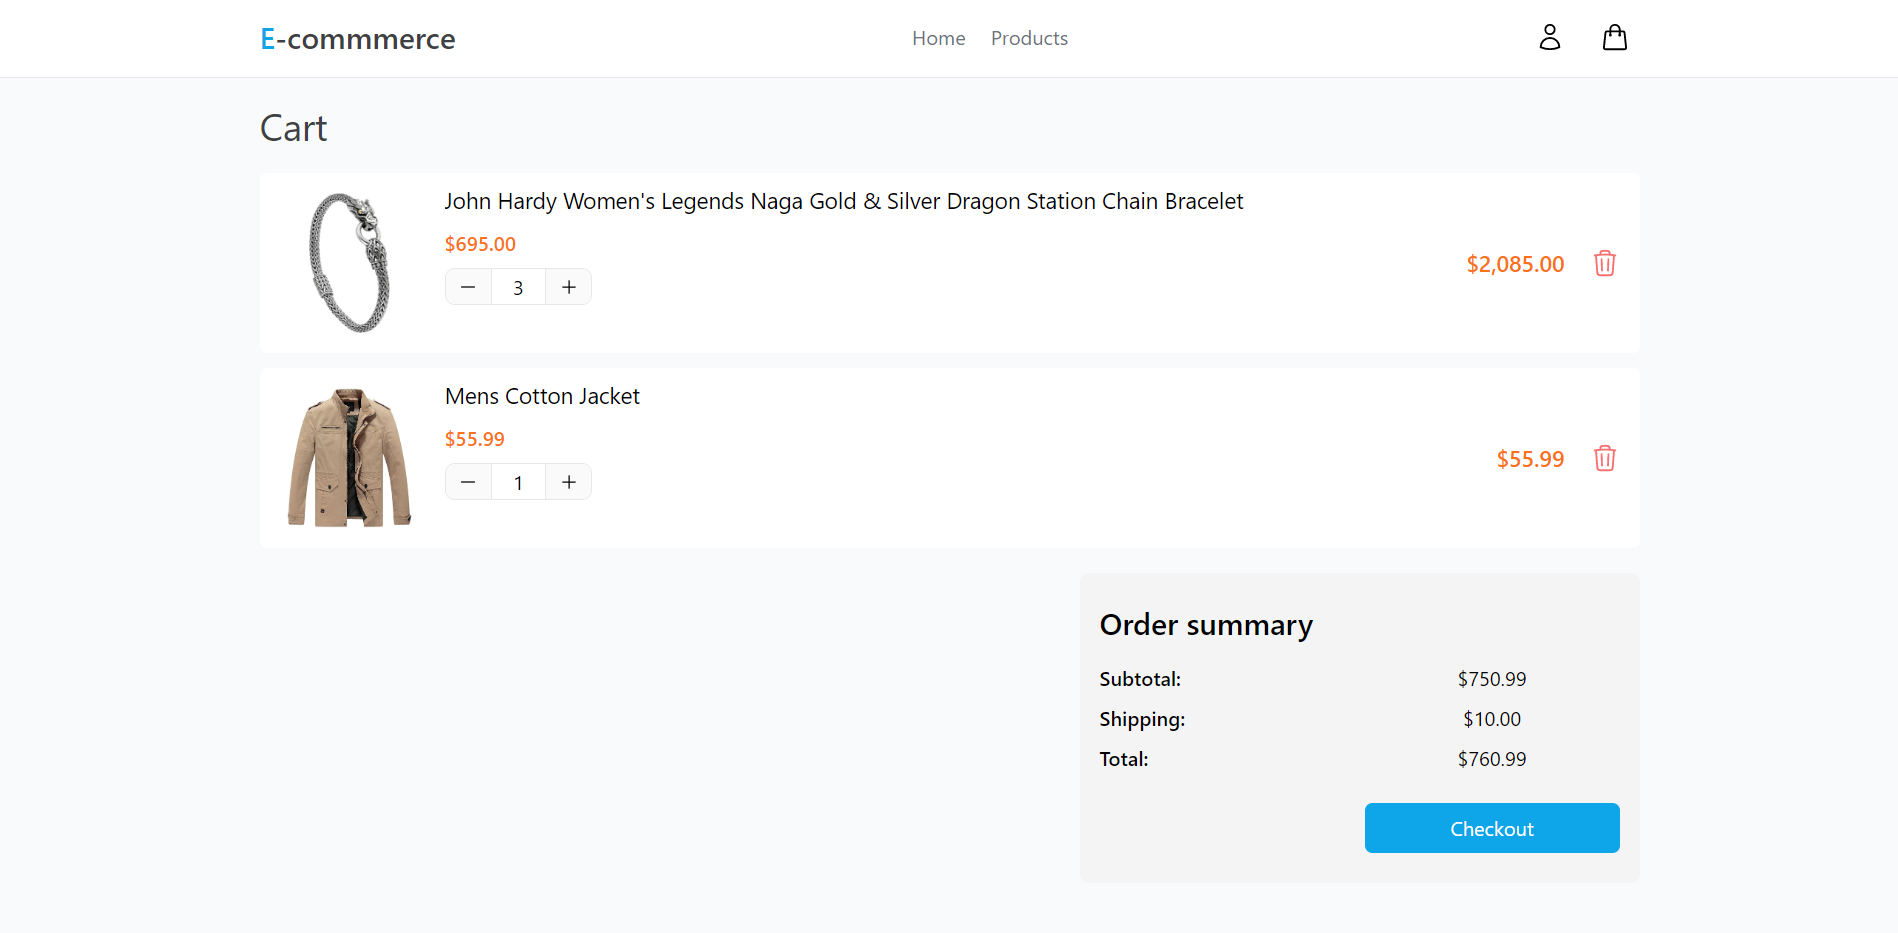 E-commmerce
Home Products
Cart
John Hardy Women's Legends Naga Gold & Silver Dragon Station Chain Bracelet
$695.00
3
$2,085.00
Mens Cotton Jacket
$55.99
1
$55.99
Order summary
Subtotal: $750.99
Shipping: $10.00
Total: $760.99
Checkout